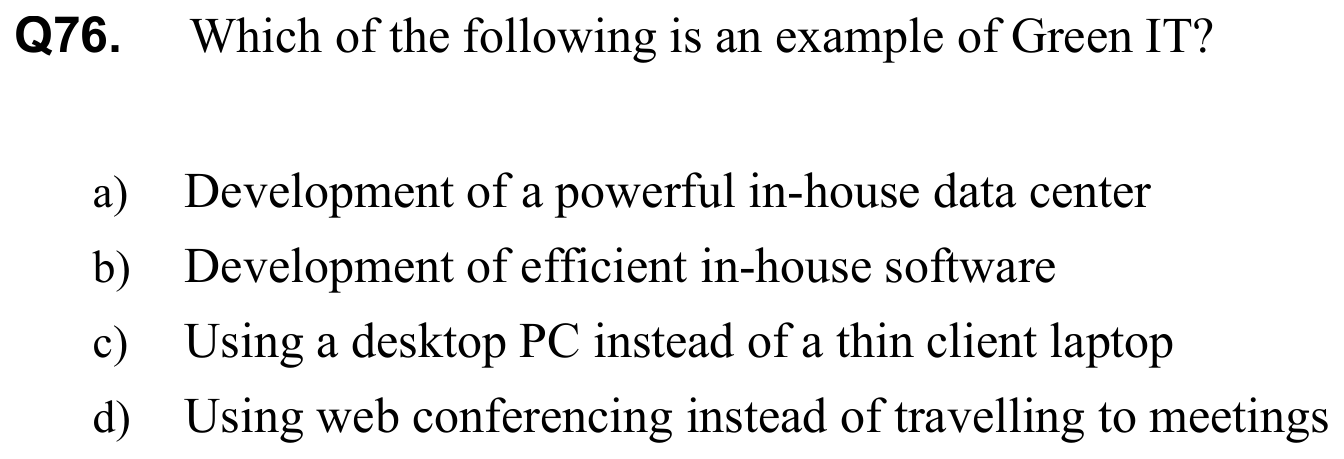 Q76. Which of the following is an example of Green IT?
a) Development of a powerful in-house data center
b) Development of efficient in-house software
c) Using a desktop PC instead of a thin client laptop
d) Using web conferencing instead of travelling to meetings